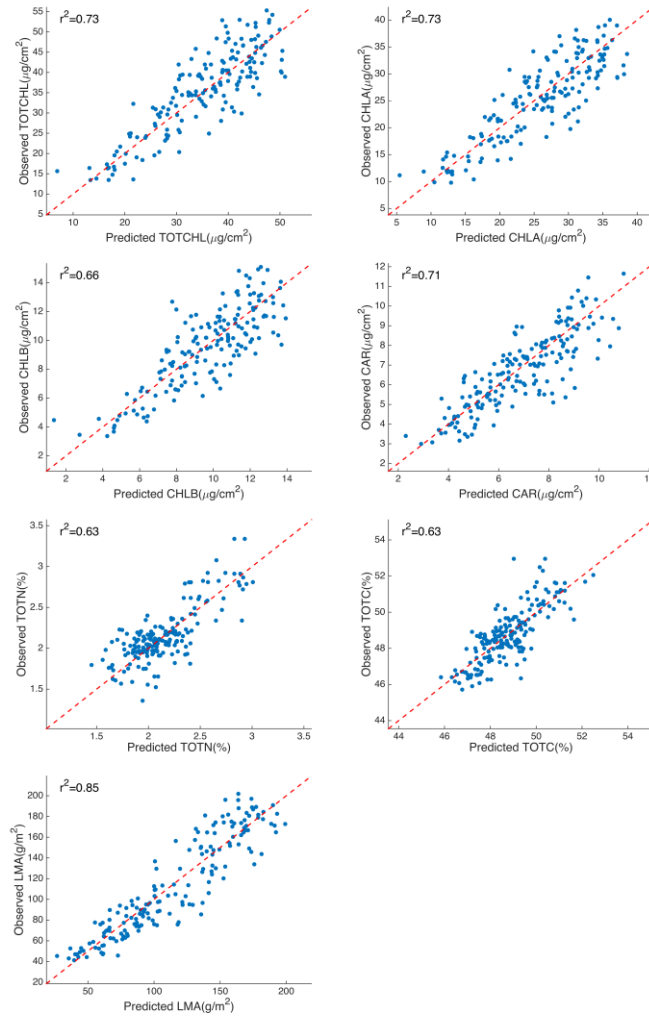 r²=0.73
55
50
45
40
35
30
25
20
15
10
5
Observed TOTCHL(μg/cm²)
10 20 30 40 50
Predicted TOTCHL(μg/cm²)
r²=0.73
40
35
30
25
20
15
10
5
Observed CHLA(μg/cm²)
5 10 15 20 25 30 35 40
Predicted CHLA(μg/cm²)
r²=0.66
14
12
10
8
6
4
2
Observed CHLB(μg/cm²)
2 4 6 8 10 12 14
Predicted CHLB(μg/cm²)
r²=0.71
12
11
10
9
8
7
6
5
4
3
2
Observed CAR(μg/cm²)
2 4 6 8 10
Predicted CAR(μg/cm²)
r²=0.63
3.5
3
2.5
2
1.5
Observed TOTN(%)
1.5 2 2.5 3 3.5
Predicted TOTN(%)
r²=0.63
54
52
50
48
46
44
Observed TOTC(%)
44 46 48 50 52 54
Predicted TOTC(%)
r²=0.85
200
180
160
140
120
100
80
60
40
20
Observed LMA(g/m²)
50 100 150 200
Predicted LMA(g/m²)